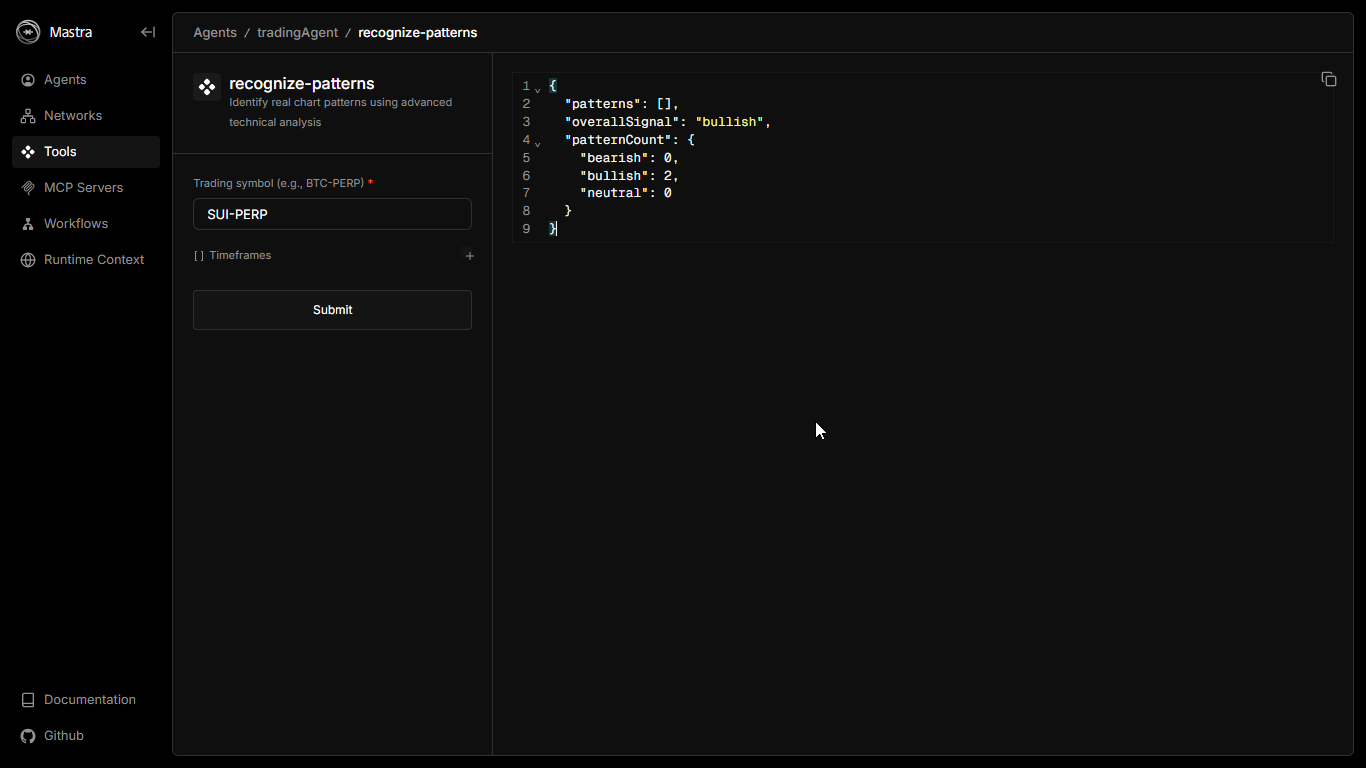 Mastra
Agents
Networks
Tools
MCP Servers
Workflows
Runtime Context
Documentation
Github
Agents / tradingAgent / recognize-patterns
recognize-patterns
Identify real chart patterns using advanced
technical analysis
Trading symbol (e.g., BTC-PERP) *
SUI-PERP
[ ] Timeframes +
Submit
1 {
2 "patterns": [],
3 "overallSignal": "bullish",
4 "patternCount": {
5 "bearish": 0,
6 "bullish": 2,
7 "neutral": 0
8 }
9 }